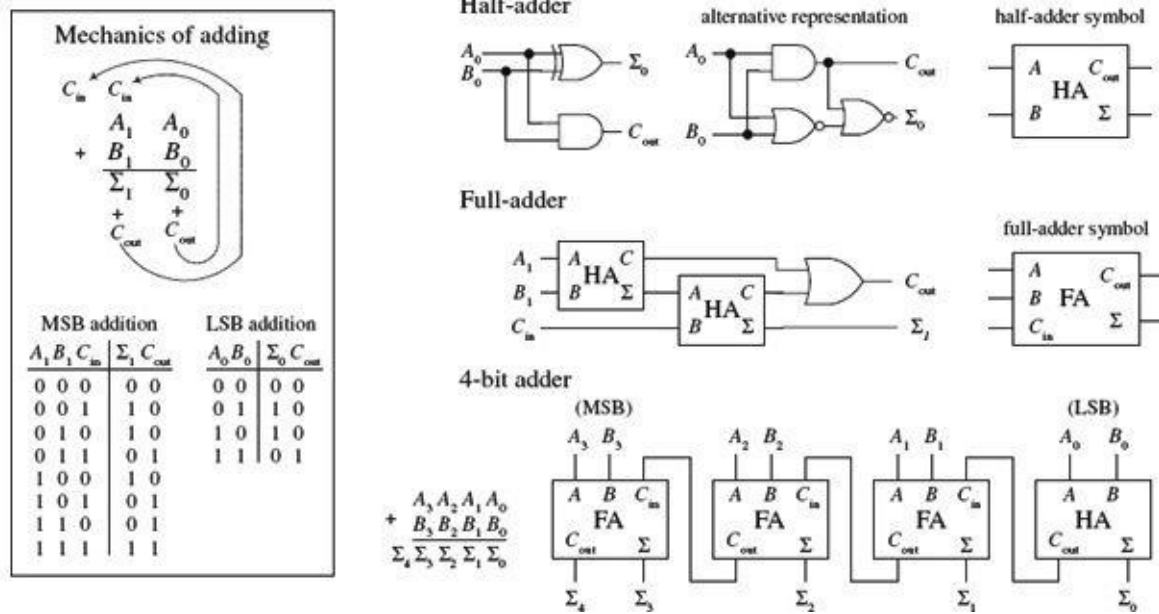 Mechanics of adding
C_in C_in
A_1 A_0
+ B_1 B_0
Σ_1 Σ_0
+ +
C_out C_out
MSB addition
A_1 B_1 C_in Σ_1 C_out
0 0 0 0 0
0 0 1 1 0
0 1 0 1 0
0 1 1 0 1
1 0 0 1 0
1 0 1 0 1
1 1 0 0 1
1 1 1 1 1
LSB addition
A_0 B_0 Σ_0 C_out
0 0 0 0
0 1 1 0
1 0 1 0
1 1 0 1
Half-adder
A_0 Σ_0
B_0
C_out
alternative representation
A_0 C_out
B_0 Σ_0
half-adder symbol
A C_out
HA
B Σ
Full-adder
A_1 A C C_out
HA
B_1 B Σ A C
HA
C_in B Σ Σ_1
full-adder symbol
A C_out
B FA
C_in Σ
4-bit adder
(MSB) (LSB)
A_3 B_3 A_2 B_2 A_1 B_1 A_0 B_0
A B C_in A B C_in A B C_in A B
FA FA FA HA
C_out Σ C_out Σ C_out Σ C_out Σ
Σ_4 Σ_3 Σ_2 Σ_1 Σ_0
A_3 A_2 A_1 A_0
+ B_3 B_2 B_1 B_0
Σ_4 Σ_3 Σ_2 Σ_1 Σ_0